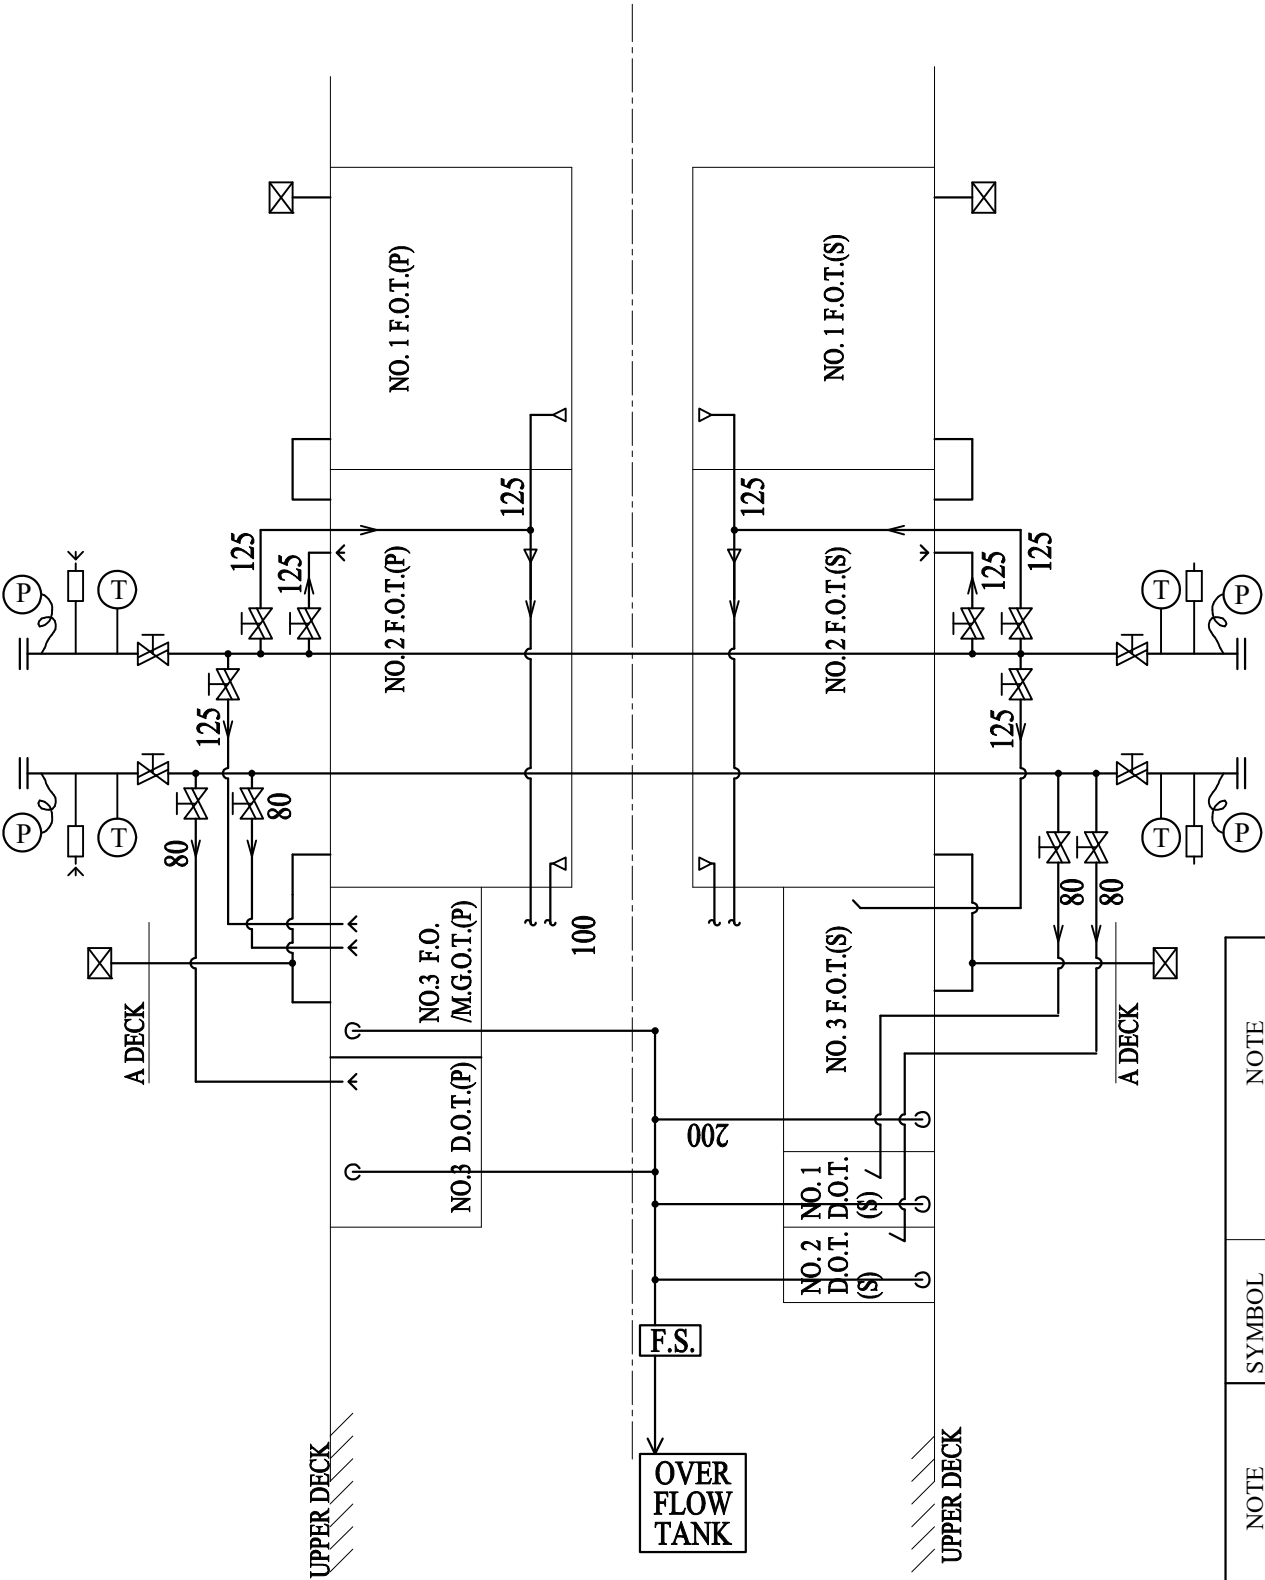 NO. 1 F.O.T.(P)
NO. 1 F.O.T.(S)
125
125
125
125
125
125
P
T
T
P
NO. 2 F.O.T.(P)
NO. 2 F.O.T.(S)
125
125
P
T
T
P
80
80
80
80
100
A DECK
NO.3 F.O.
/M.G.O.T.(P)
NO. 3 F.O.T.(S)
A DECK
NO.3 D.O.T.(P)
200
NO. 1
D.O.T.
(S)
NO. 2
D.O.T.
(S)
F.S.
UPPER DECK
OVER
FLOW
TANK
UPPER DECK
NOTE
SYMBOL
NOTE